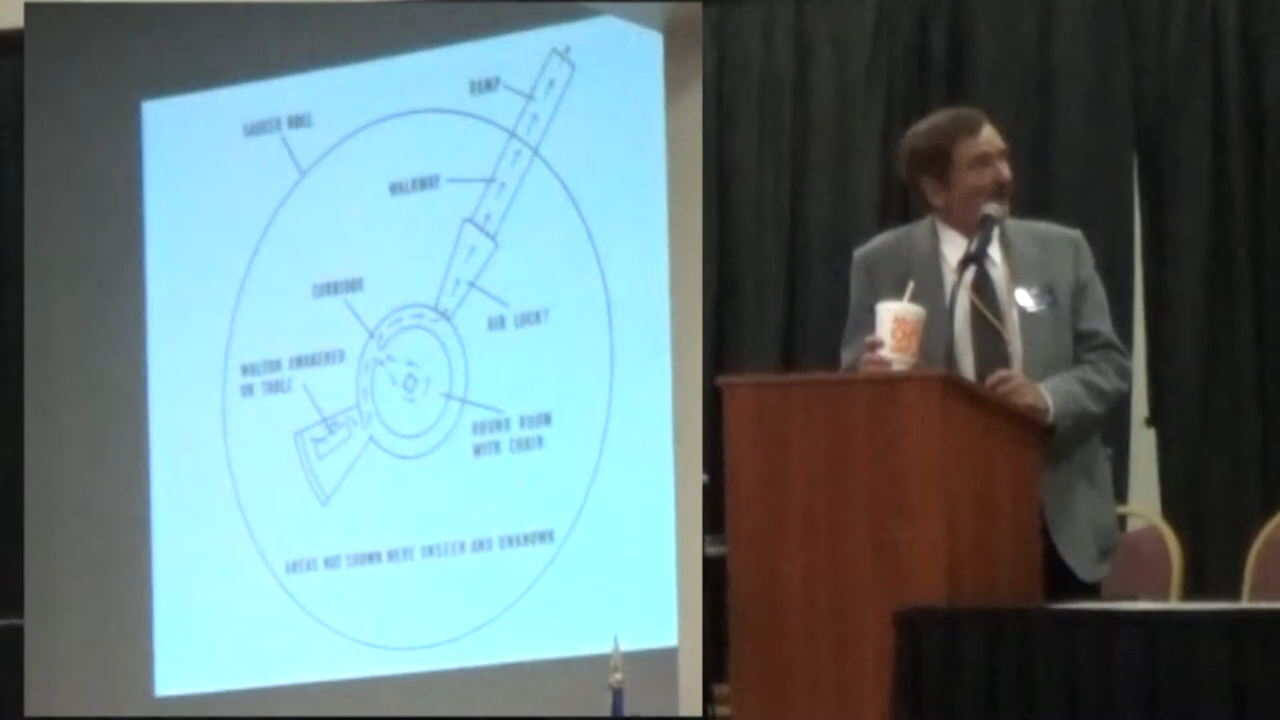 RAMP
SAUCER HULL
WALKWAY
CORRIDOR
AIR LOCK?
WALTON AWAKENED
ON TABLE
ROUND ROOM
WITH CHAIR
AREAS NOT SHOWN WERE UNSEEN AND UNKNOWN